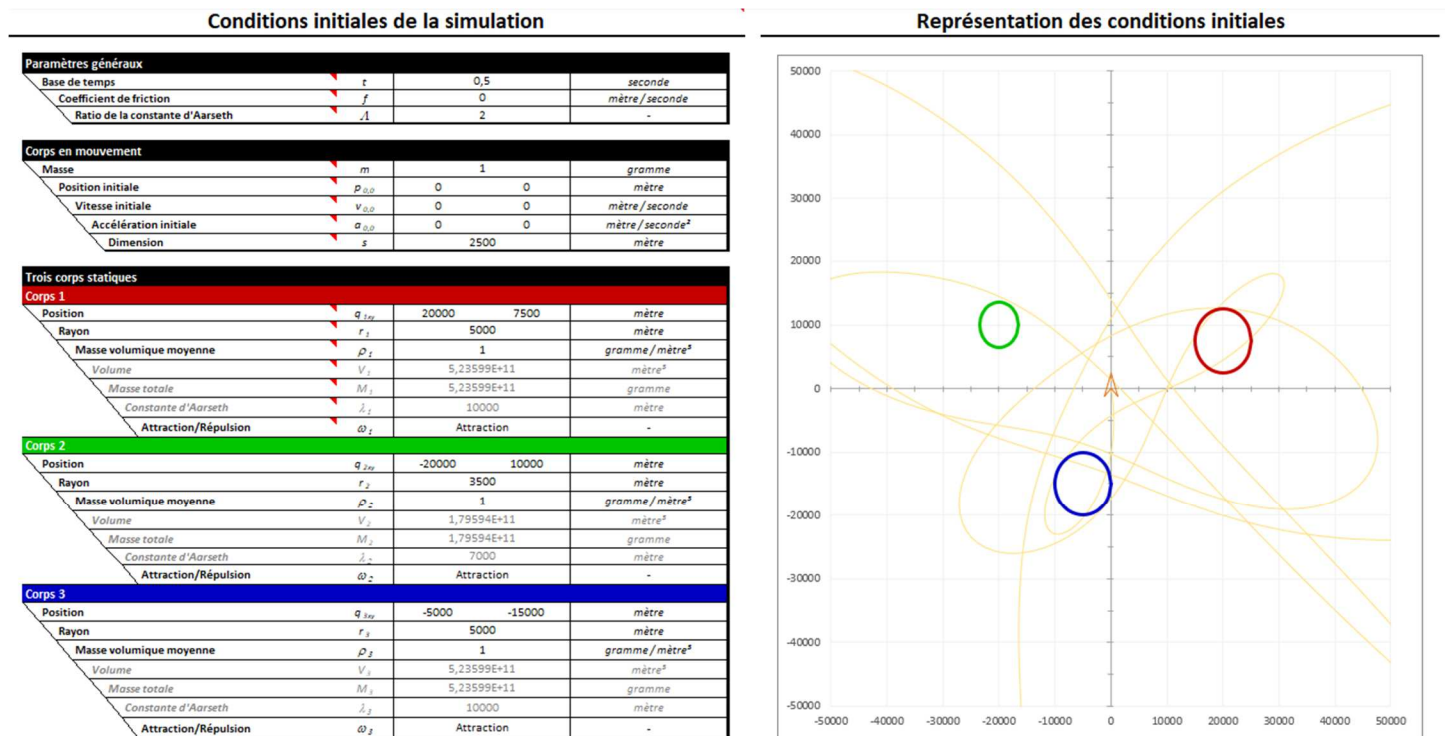 Conditions initiales de la simulation
Paramètres généraux
Base de temps t 0,5 seconde
Coefficient de friction f 0 mètre/seconde
Ratio de la constante d'Aarseth Λ 2 -
Corps en mouvement
Masse m 1 gramme
Position initiale p 0,0 0 0 mètre
Vitesse initiale v 0,0 0 0 mètre/seconde
Accélération initiale a 0,0 0 0 mètre/seconde²
Dimension s 2500 mètre
Trois corps statiques
Corps 1
Position q 1xy 20000 7500 mètre
Rayon r 1 5000 mètre
Masse volumique moyenne ρ 1 1 gramme/mètre³
Volume V 1 5,23599E+11 mètre³
Masse totale M 1 5,23599E+11 gramme
Constante d'Aarseth λ 1 10000 mètre
Attraction/Répulsion ω 1 Attraction -
Corps 2
Position q 2xy -20000 10000 mètre
Rayon r 2 3500 mètre
Masse volumique moyenne ρ 2 1 gramme/mètre³
Volume V 2 1,79594E+11 mètre³
Masse totale M 2 1,79594E+11 gramme
Constante d'Aarseth λ 2 7000 mètre
Attraction/Répulsion ω 2 Attraction -
Corps 3
Position q 3xy -5000 -15000 mètre
Rayon r 3 5000 mètre
Masse volumique moyenne ρ 3 1 gramme/mètre³
Volume V 3 5,23599E+11 mètre³
Masse totale M 3 5,23599E+11 gramme
Constante d'Aarseth λ 3 10000 mètre
Attraction/Répulsion ω 3 Attraction -
Représentation des conditions initiales
50000
40000
30000
20000
10000
0
-10000
-20000
-30000
-40000
-50000
-50000 -40000 -30000 -20000 -10000 0 10000 20000 30000 40000 50000